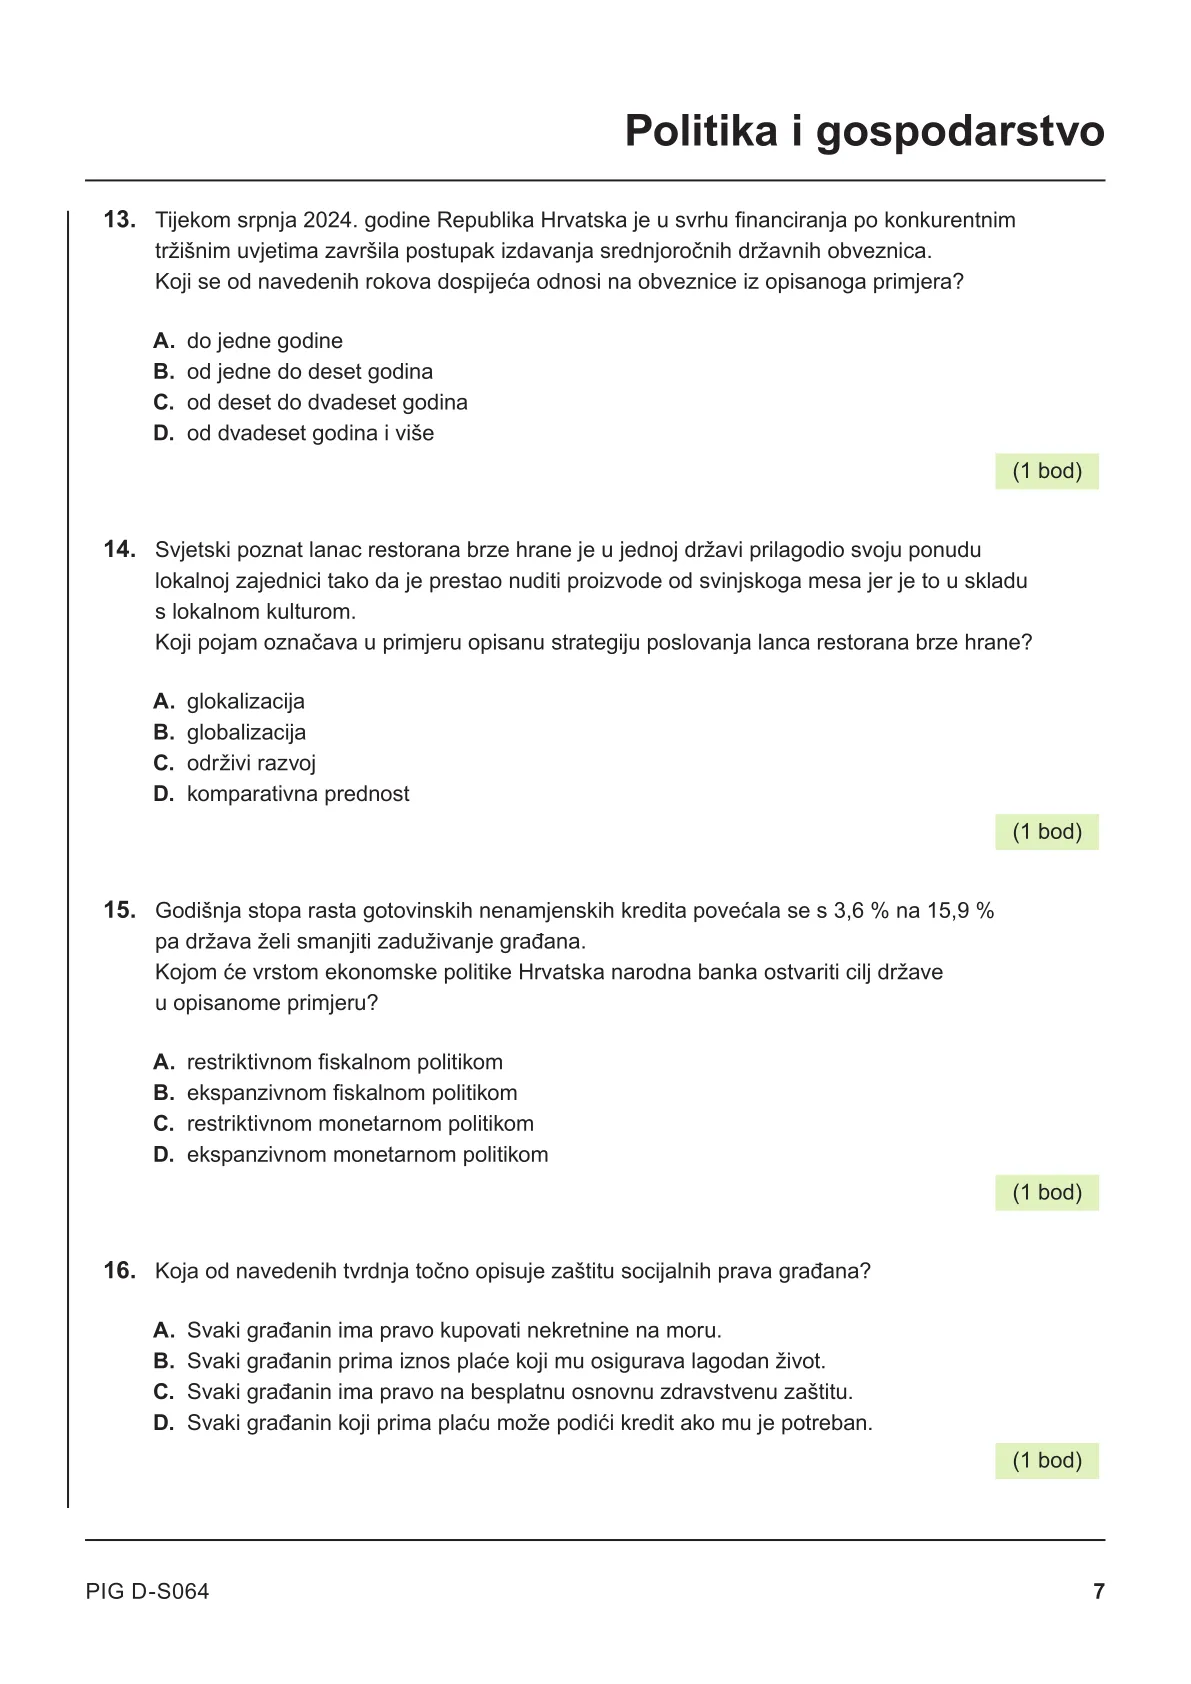 Politika i gospodarstvo
13. Tijekom srpnja 2024. godine Republika Hrvatska je u svrhu financiranja po konkurentnim
tržišnim uvjetima završila postupak izdavanja srednjoročnih državnih obveznica.
Koji se od navedenih rokova dospijeća odnosi na obveznice iz opisanoga primjera?
A. do jedne godine
B. od jedne do deset godina
C. od deset do dvadeset godina
D. od dvadeset godina i više
(1 bod)
14. Svjetski poznat lanac restorana brze hrane je u jednoj državi prilagodio svoju ponudu
lokalnoj zajednici tako da je prestao nuditi proizvode od svinjskoga mesa jer je to u skladu
s lokalnom kulturom.
Koji pojam označava u primjeru opisanu strategiju poslovanja lanca restorana brze hrane?
A. glokalizacija
B. globalizacija
C. održivi razvoj
D. komparativna prednost
(1 bod)
15. Godišnja stopa rasta gotovinskih nenamjenskih kredita povećala se s 3,6 % na 15,9 %
pa država želi smanjiti zaduživanje građana.
Kojom će vrstom ekonomske politike Hrvatska narodna banka ostvariti cilj države
u opisanome primjeru?
A. restriktivnom fiskalnom politikom
B. ekspanzivnom fiskalnom politikom
C. restriktivnom monetarnom politikom
D. ekspanzivnom monetarnom politikom
(1 bod)
16. Koja od navedenih tvrdnja točno opisuje zaštitu socijalnih prava građana?
A. Svaki građanin ima pravo kupovati nekretnine na moru.
B. Svaki građanin prima iznos plaće koji mu osigurava lagodan život.
C. Svaki građanin ima pravo na besplatnu osnovnu zdravstvenu zaštitu.
D. Svaki građanin koji prima plaću može podići kredit ako mu je potreban.
(1 bod)
PIG D-S064
7